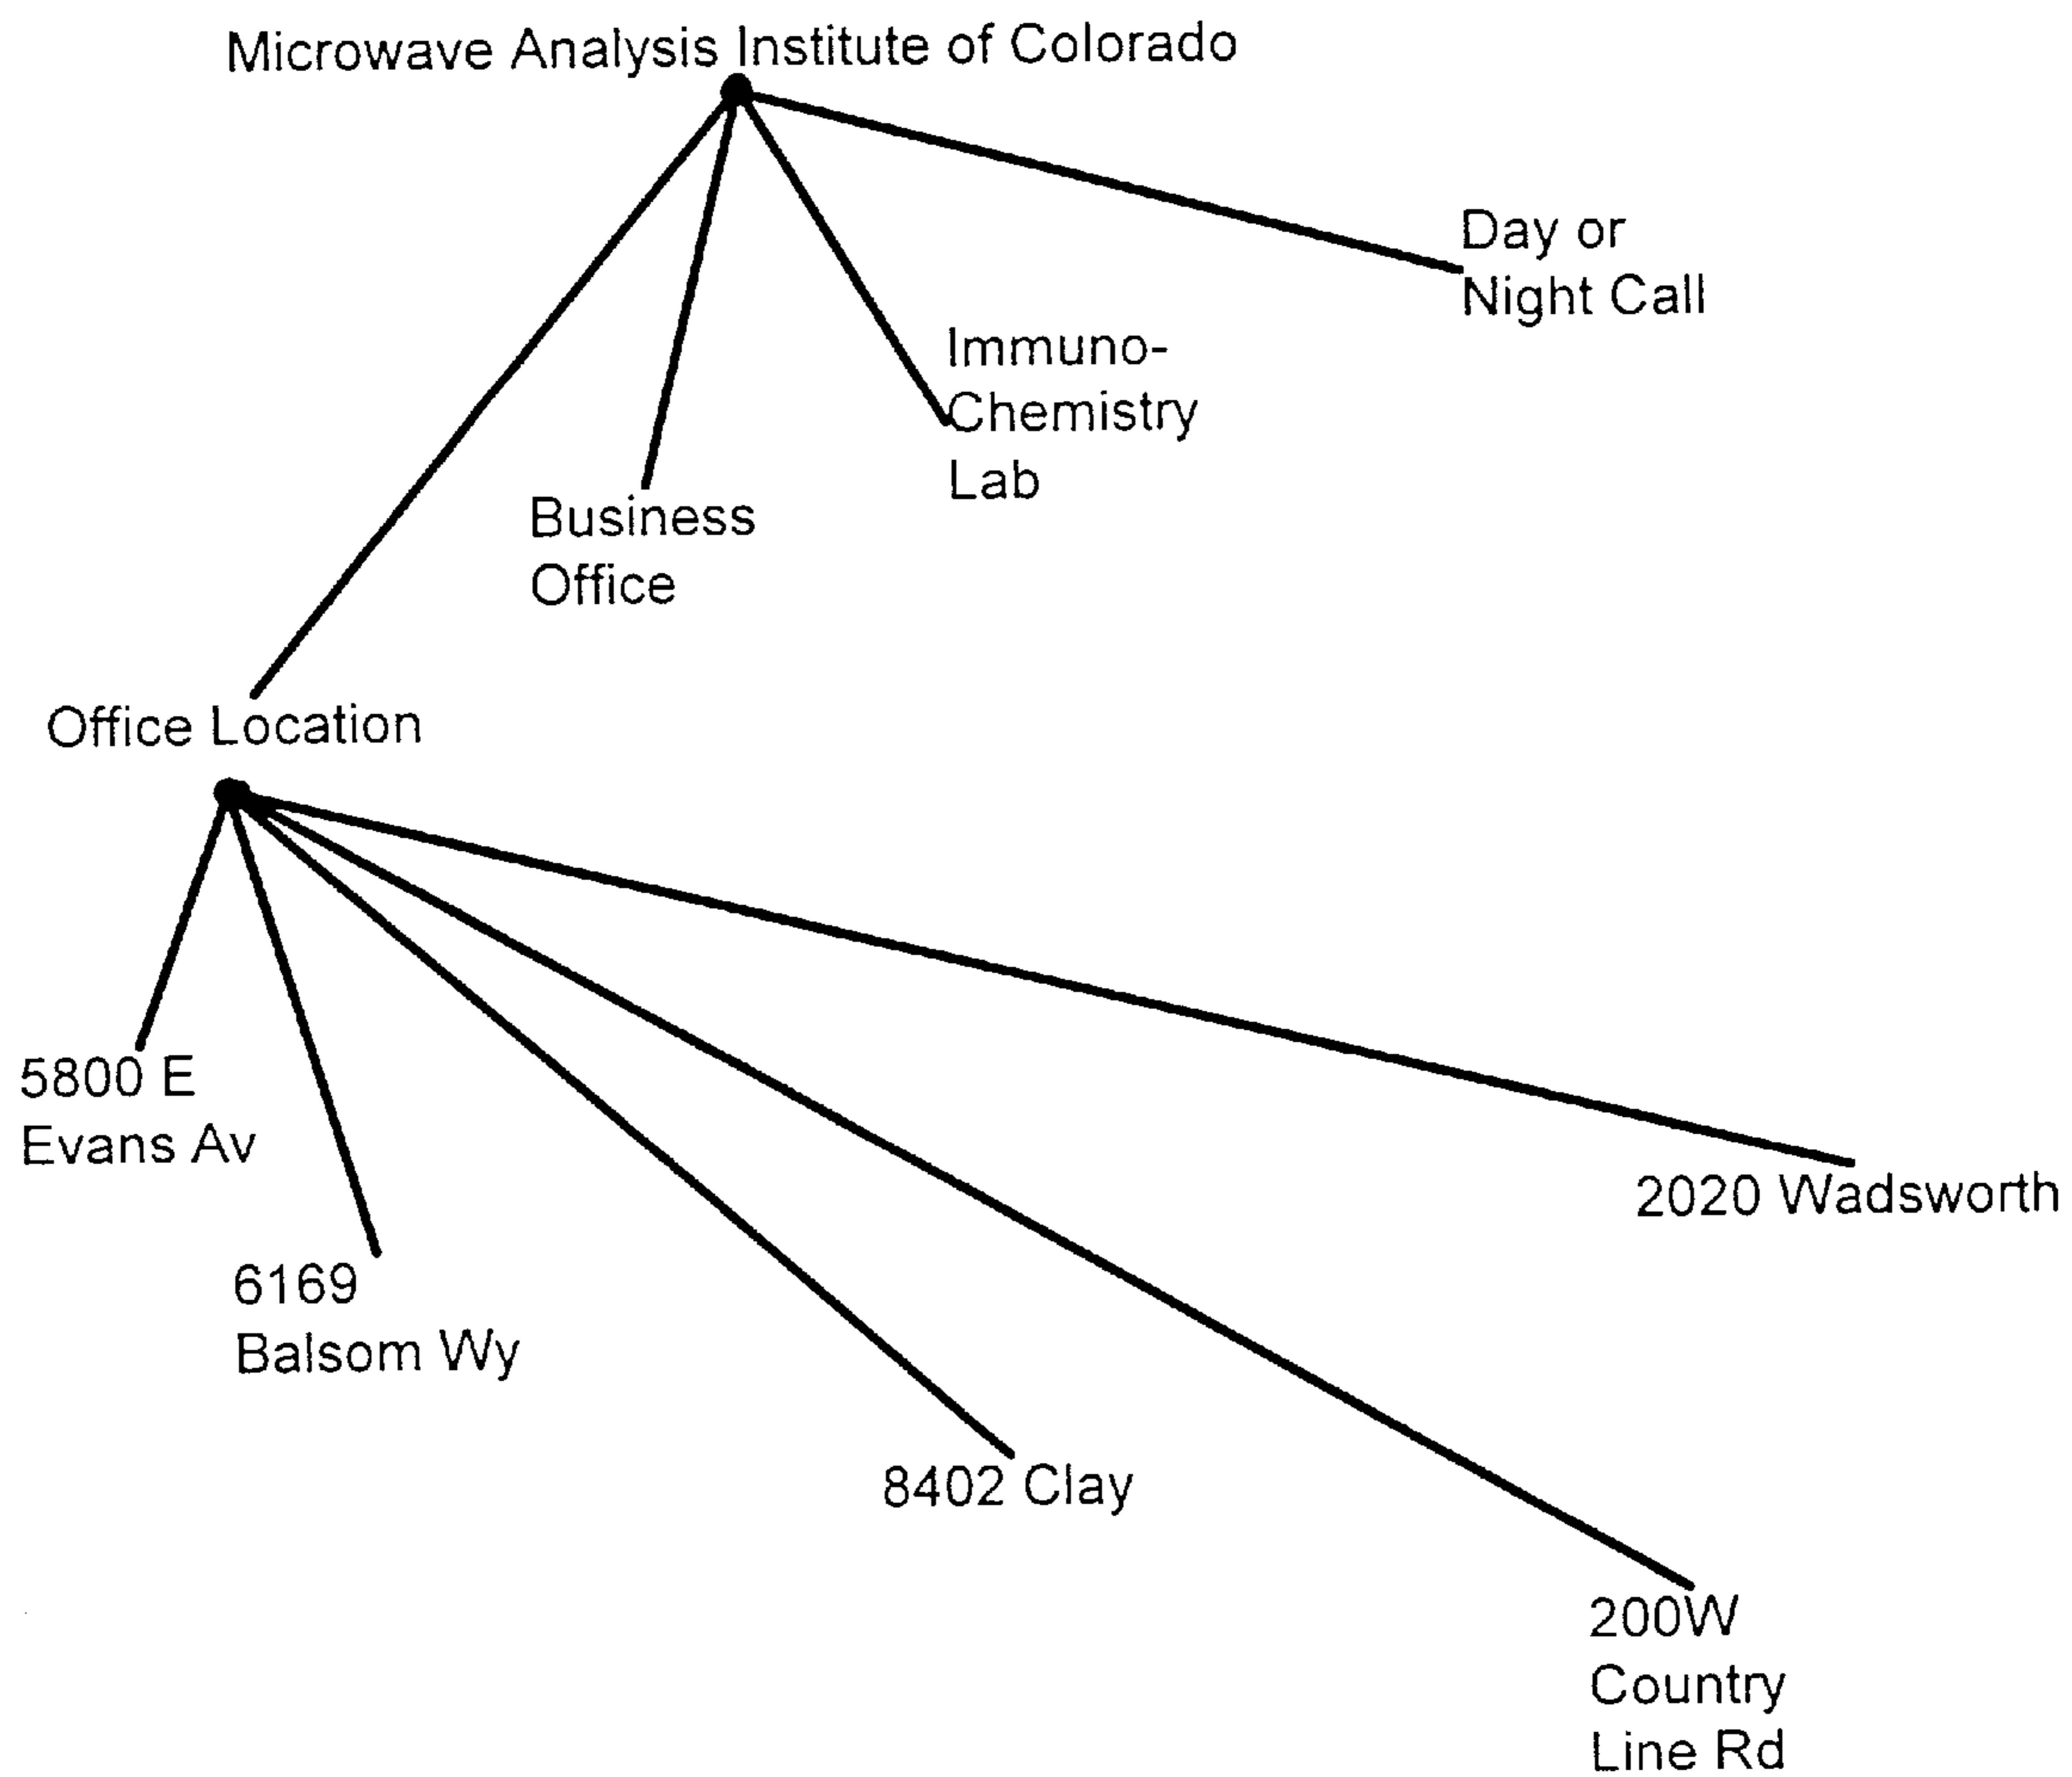 Microwave Analysis Institute of Colorado
Day or
Night Call
Immuno-
Chemistry
Lab
Business
Office
Office Location
5800 E
Evans Av
2020 Wadsworth
6169
Balsom Wy
8402 Clay
200W
Country
Line Rd